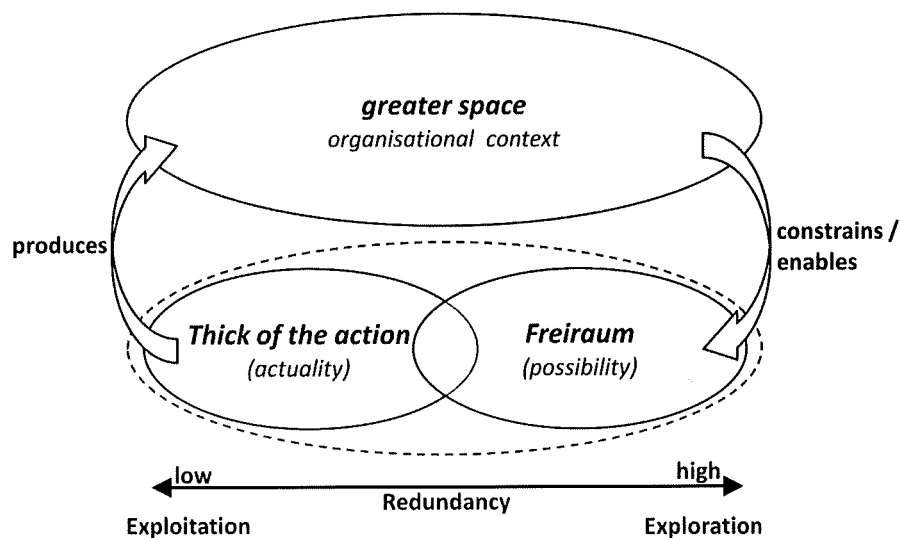 greater space
organisational context
produces
constrains /
enables
Thick of the action
(actuality)
Freiraum
(possibility)
low
high
Redundancy
Exploitation
Exploration